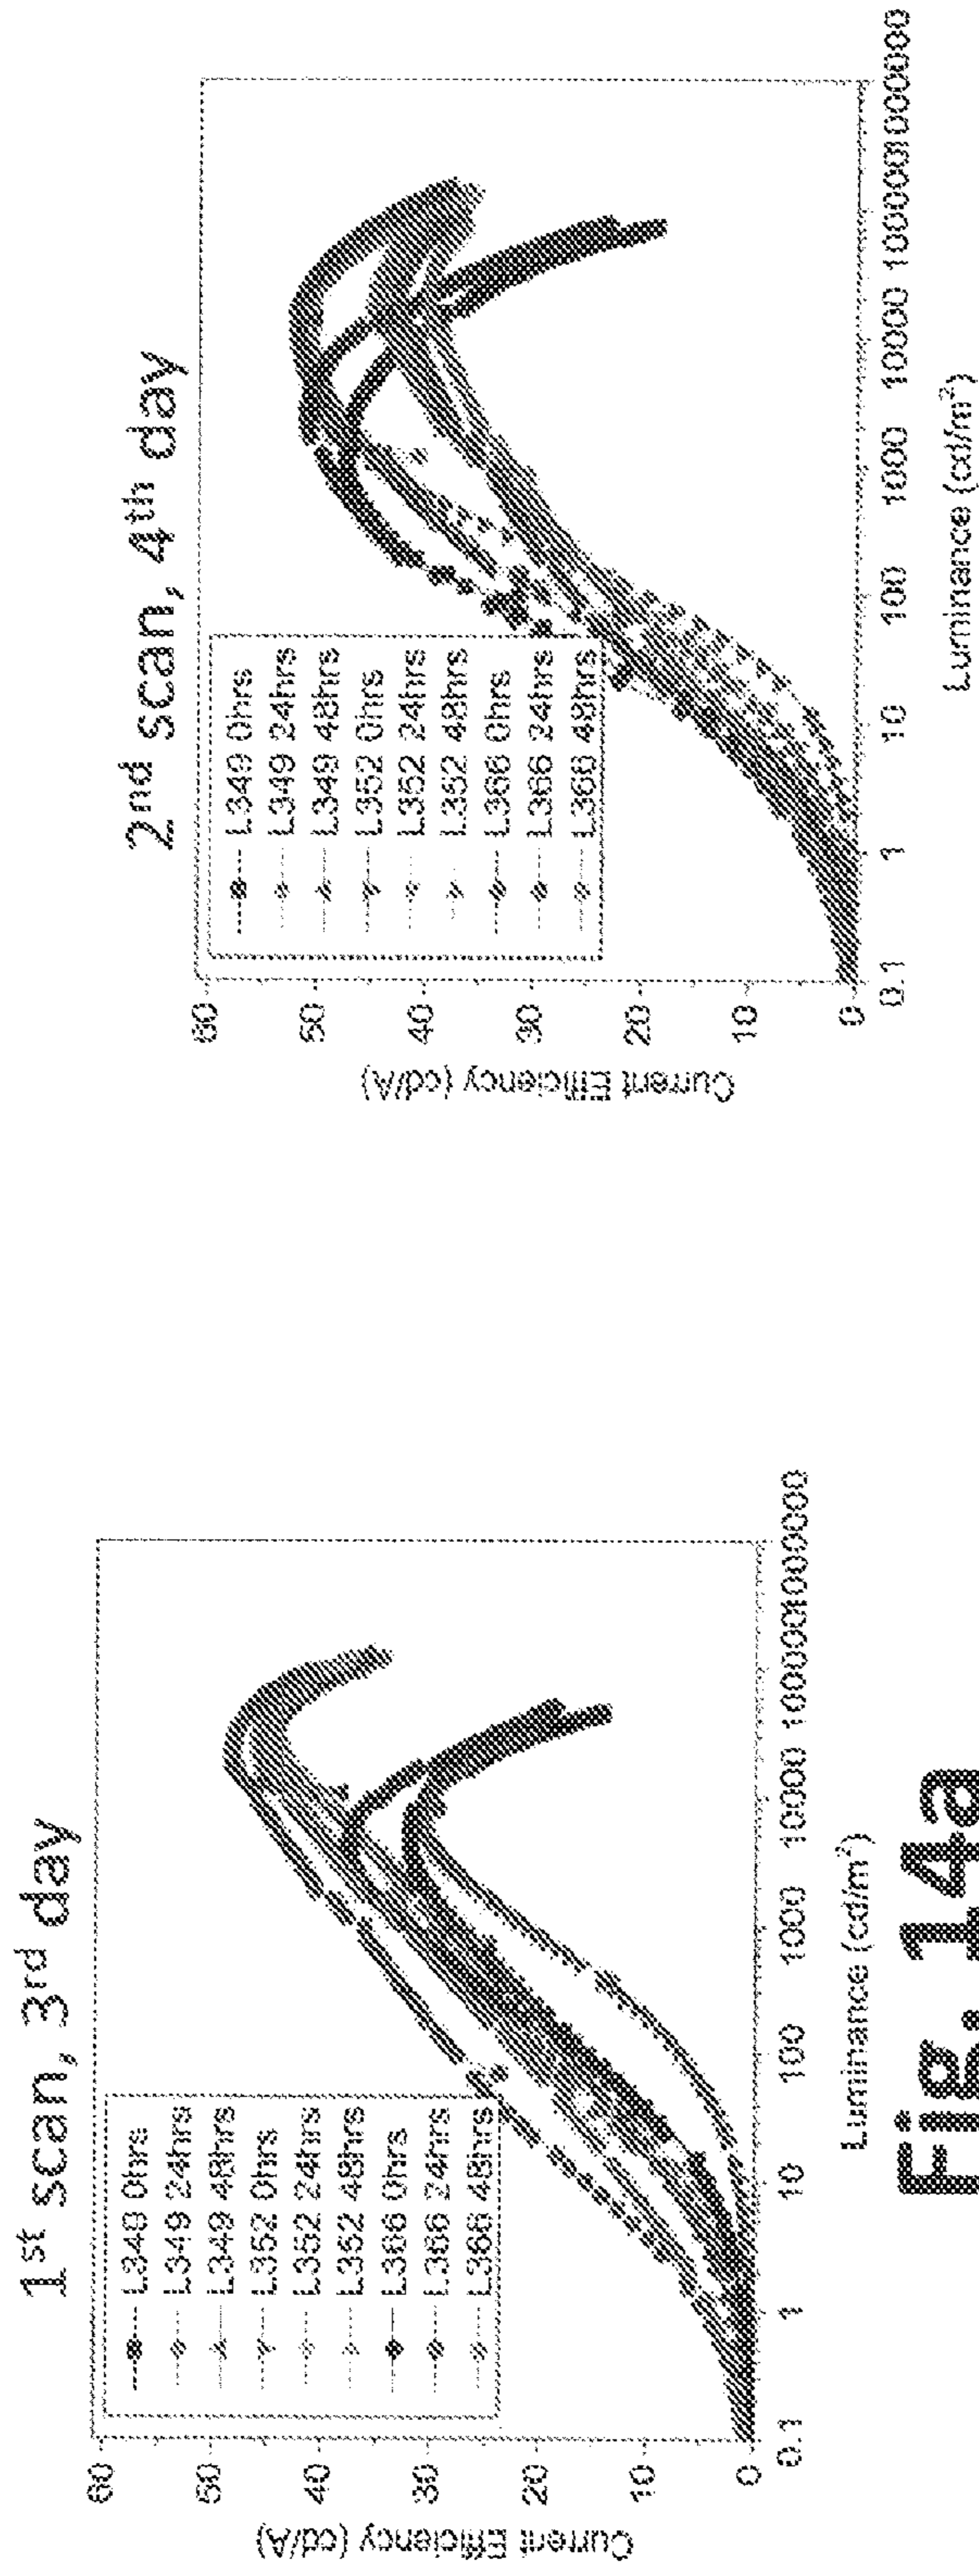 1st scan, 3rd day
Current Efficiency (cd/A)
60
50
40
30
20
10
0
L349 0hrs
L349 24hrs
L349 48hrs
L352 0hrs
L352 24hrs
L352 48hrs
L366 0hrs
L366 24hrs
L366 48hrs
0.1
1
10
100
1000
10000
100000
1000000
Luminance (cd/m²)
2nd scan, 4th day
Current Efficiency (cd/A)
60
50
40
30
20
10
0
L349 0hrs
L349 24hrs
L349 48hrs
L352 0hrs
L352 24hrs
L352 48hrs
L366 0hrs
L366 24hrs
L366 48hrs
0.1
1
10
100
1000
10000
100000
1000000
Luminance (cd/m²)
Fig. 14a